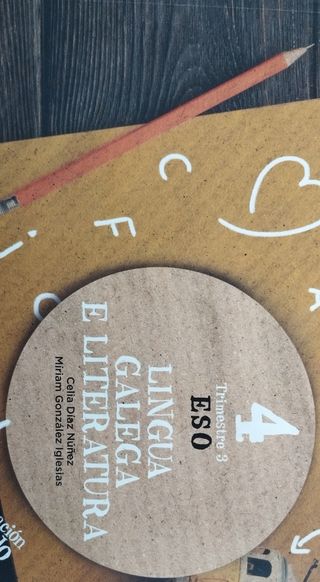 4
Trimestre 3
ESO
LINGUA
GALEGA
E LITERATURA
Celia Díaz Núñez
Miriam González Iglesias
C
F